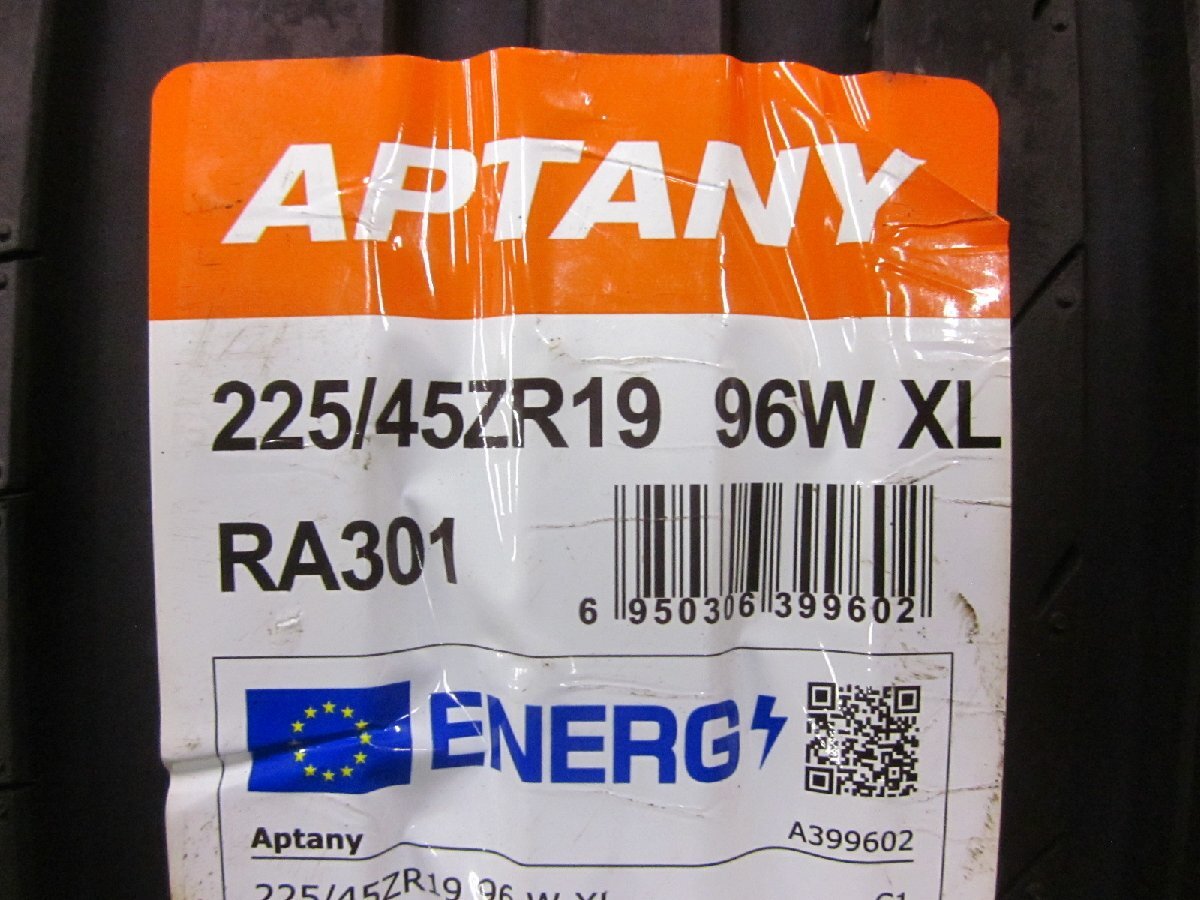 APTANY
225/45ZR19 96W XL
RA301
6 950306 399602
ENERG
Aptany A399602
225/45ZR19 96 W XL C1